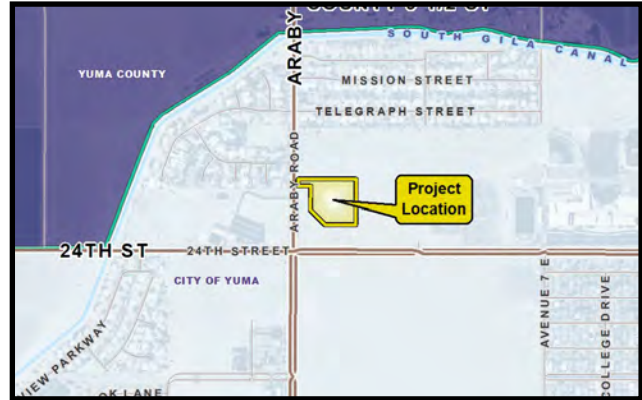 ARABY
SOUTH GILA CANAL
YUMA COUNTY
MISSION STREET
TELEGRAPH STREET
ARABY ROAD
Project
Location
24TH ST
24TH STREET
CITY OF YUMA
AVENUE 7 E
COLLEGE DRIVE
VIEW PARKWAY
OK LANE